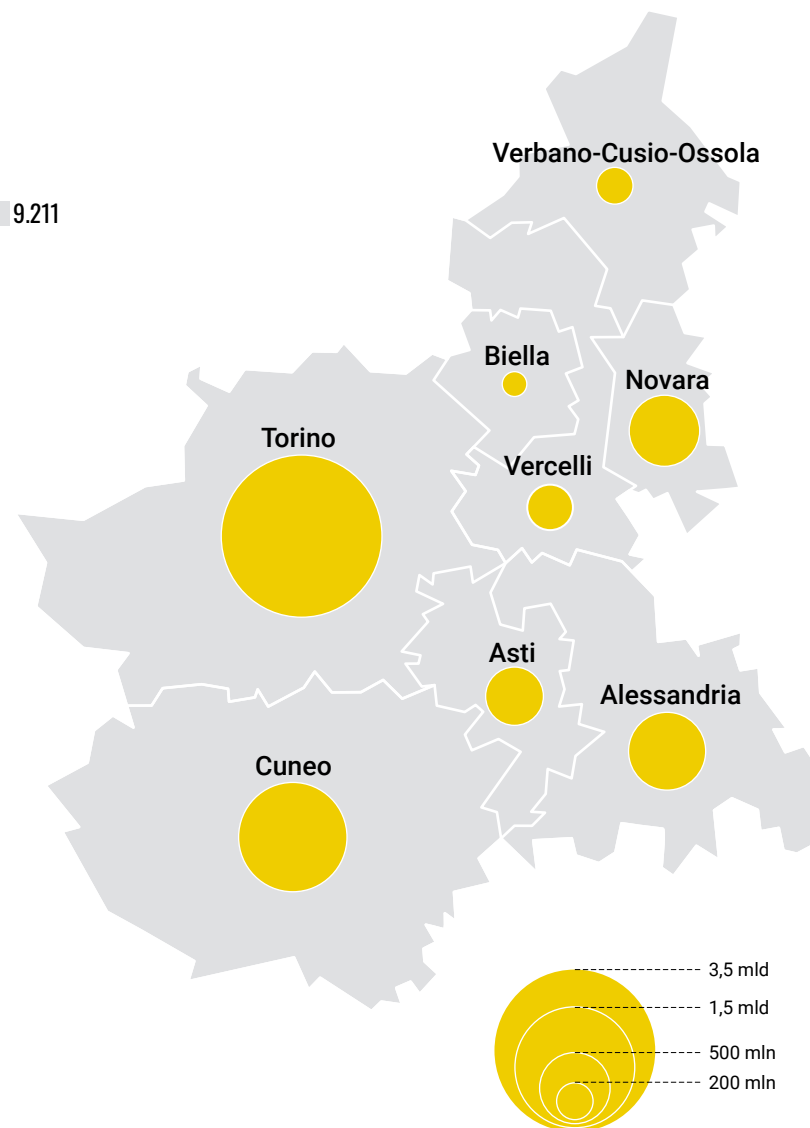 Verbano-Cusio-Ossola
9.211
Biella
Novara
Torino
Vercelli
Asti
Alessandria
Cuneo
3,5 mld
1,5 mld
500 mln
200 mln